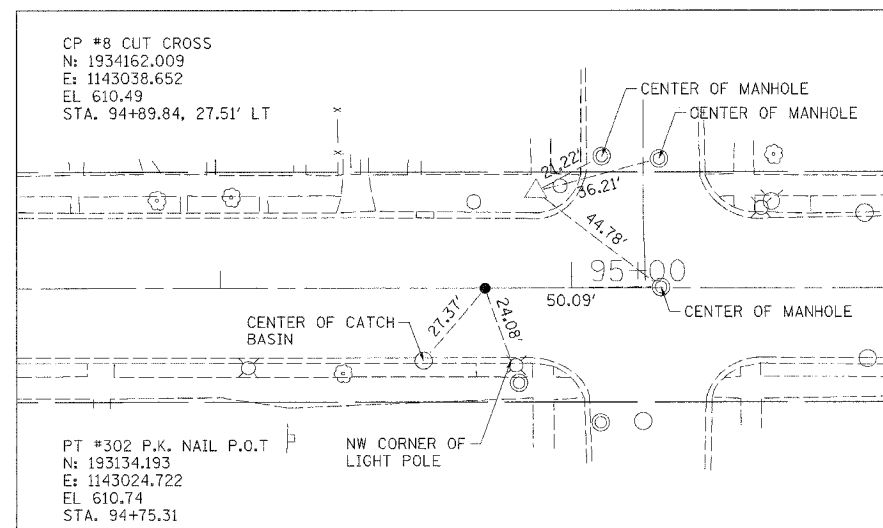 CP #8 CUT CROSS
N: 1934162.009
E: 1143038.652
EL 610.49
STA. 94+89.84, 27.51' LT
CENTER OF MANHOLE
CENTER OF MANHOLE
21.22'
36.21'
44.78'
95+00
50.09'
CENTER OF MANHOLE
27.37'
24.08'
CENTER OF CATCH
BASIN
NW CORNER OF
LIGHT POLE
PT #302 P.K. NAIL P.O.T
N: 193134.193
E: 1143024.722
EL 610.74
STA. 94+75.31